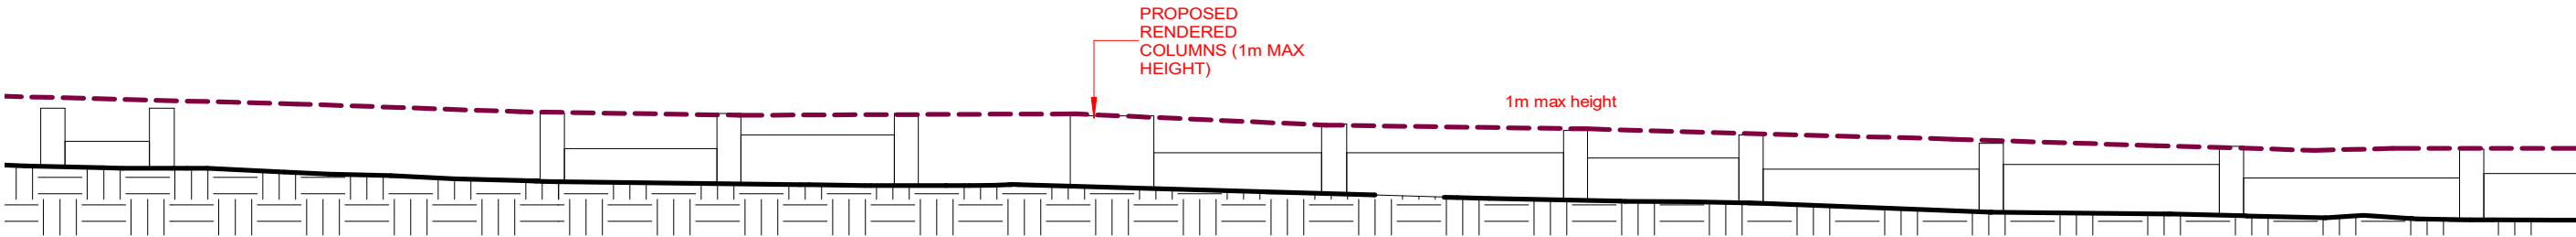 PROPOSED
RENDERED
COLUMNS (1m MAX
HEIGHT)
1m max height